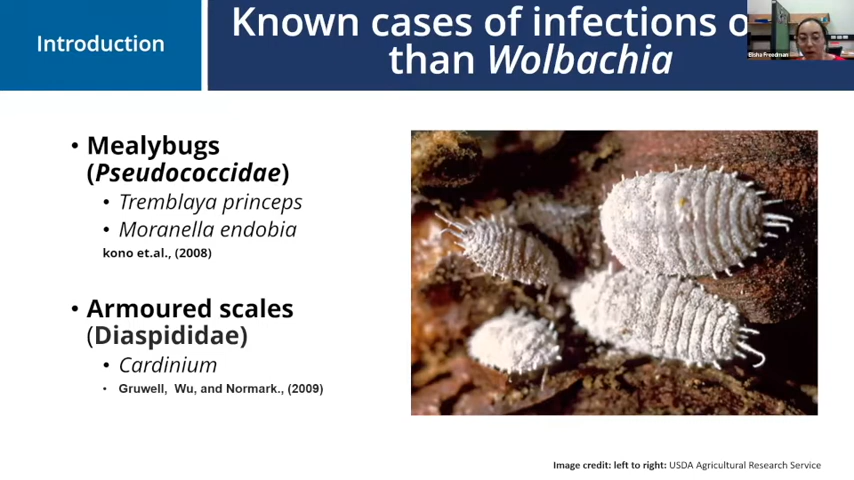 Introduction
Known cases of infections o
than Wolbachia
Elsha Freedman
• Mealybugs
(Pseudococcidae)
• Tremblaya princeps
• Moranella endobia
kono et.al., (2008)
• Armoured scales
(Diaspididae)
• Cardinium
• Gruwell, Wu, and Normark., (2009)
Image credit: left to right: USDA Agricultural Research Service